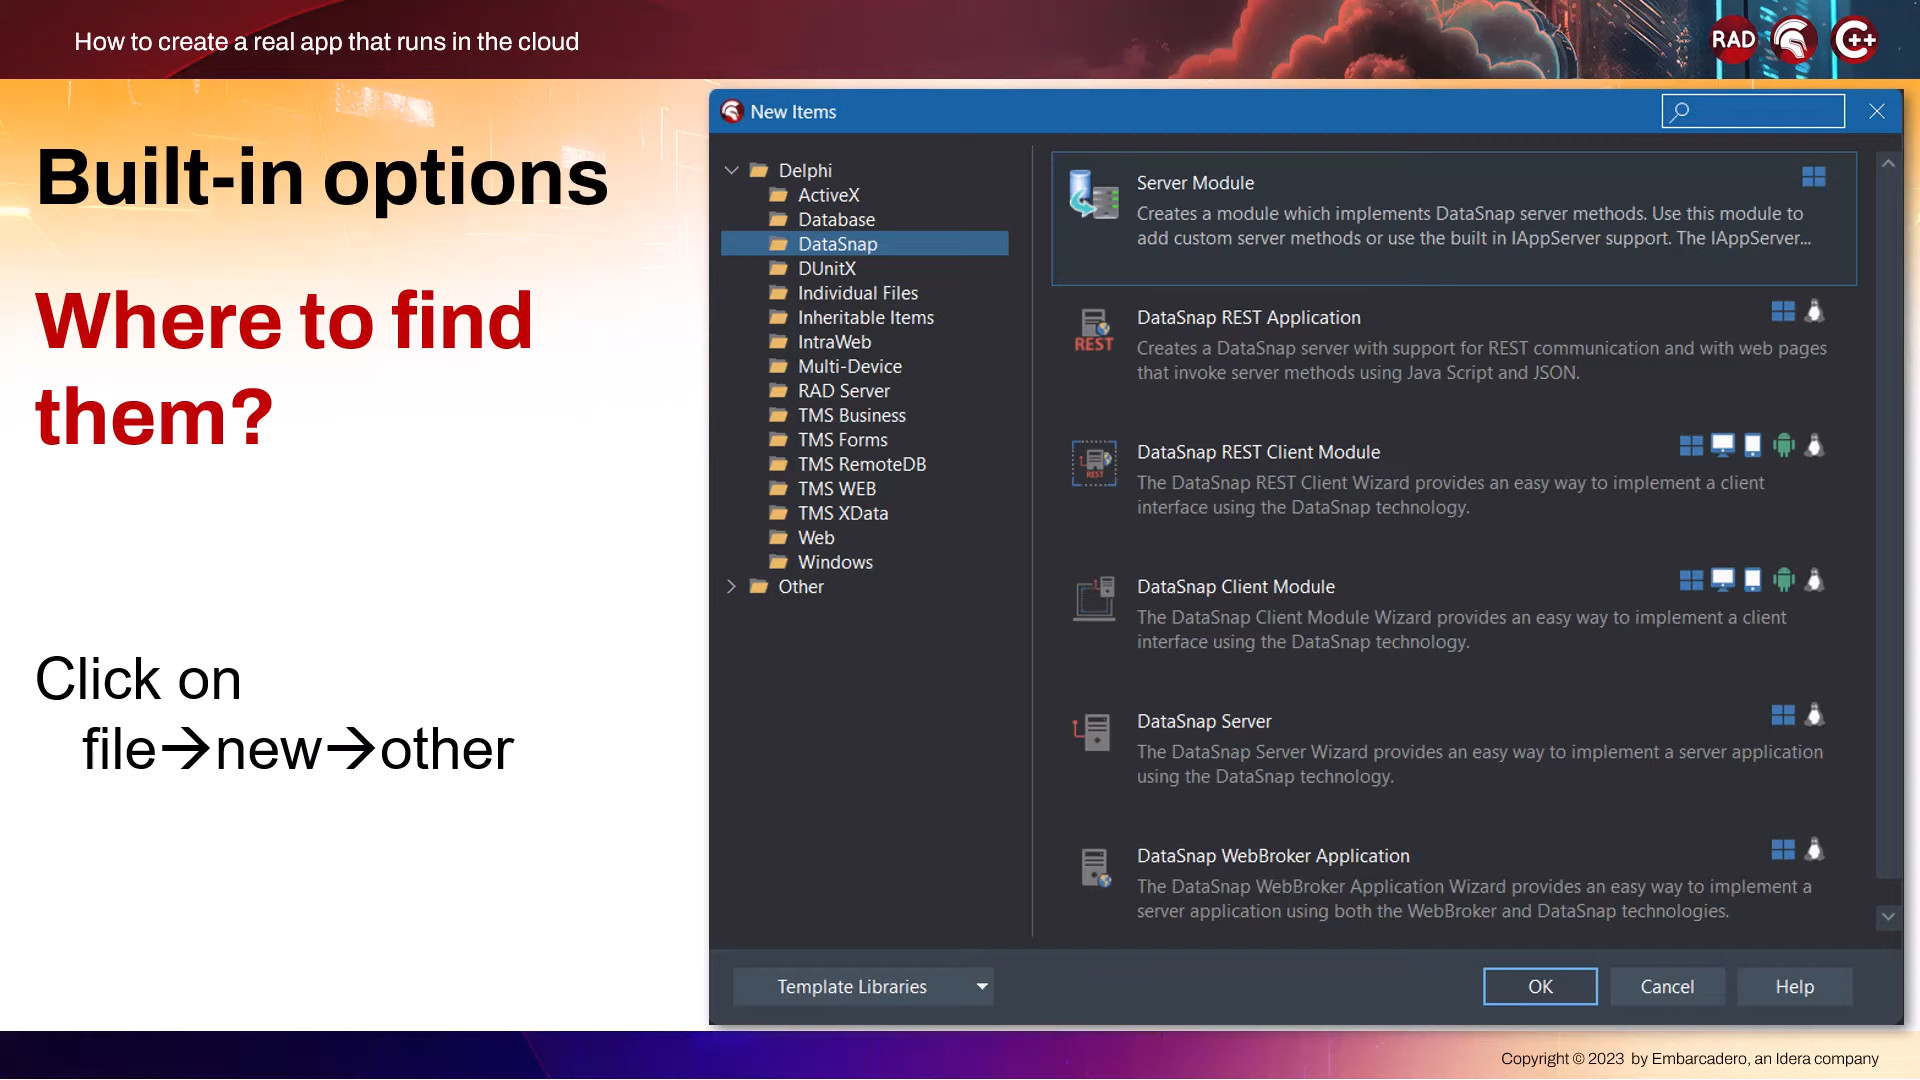 How to create a real app that runs in the cloud
RAD
C++
Built-in options
Where to find
them?
Click on
file→new→other
New Items
Delphi
ActiveX
Database
DataSnap
DUnitX
Individual Files
Inheritable Items
IntraWeb
Multi-Device
RAD Server
TMS Business
TMS Forms
TMS RemoteDB
TMS WEB
TMS XData
Web
Windows
Other
Server Module
Creates a module which implements DataSnap server methods. Use this module to
add custom server methods or use the built in IAppServer support. The IAppServer...
REST
DataSnap REST Application
Creates a DataSnap server with support for REST communication and with web pages
that invoke server methods using Java Script and JSON.
REST
DataSnap REST Client Module
The DataSnap REST Client Wizard provides an easy way to implement a client
interface using the DataSnap technology.
DataSnap Client Module
The DataSnap Client Module Wizard provides an easy way to implement a client
interface using the DataSnap technology.
DataSnap Server
The DataSnap Server Wizard provides an easy way to implement a server application
using the DataSnap technology.
DataSnap WebBroker Application
The DataSnap WebBroker Application Wizard provides an easy way to implement a
server application using both the WebBroker and DataSnap technologies.
Template Libraries
OK
Cancel
Help
Copyright © 2023 by Embarcadero, an Idera company